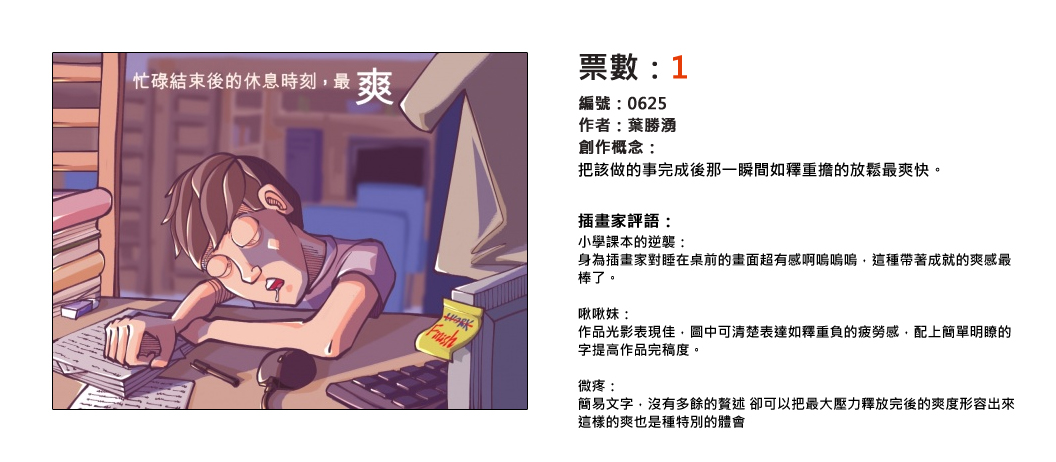 忙碌結束後的休息時刻，最爽
WORK
Finish
票數：1
編號：0625
作者：葉勝湧
創作概念：
把該做的事完成後那一瞬間如釋重擔的放鬆最爽快。
插畫家評語：
小學課本的逆襲：
身為插畫家對睡在桌前的畫面超有感啊嗚嗚嗚，這種帶著成就的爽感最
棒了。
啾啾妹：
作品光影表現佳，圖中可清楚表達如釋重負的疲勞感，配上簡單明瞭的
字提高作品完稿度。
微疼：
簡易文字，沒有多餘的贅述 卻可以把最大壓力釋放完後的爽度形容出來
這樣的爽也是種特別的體會